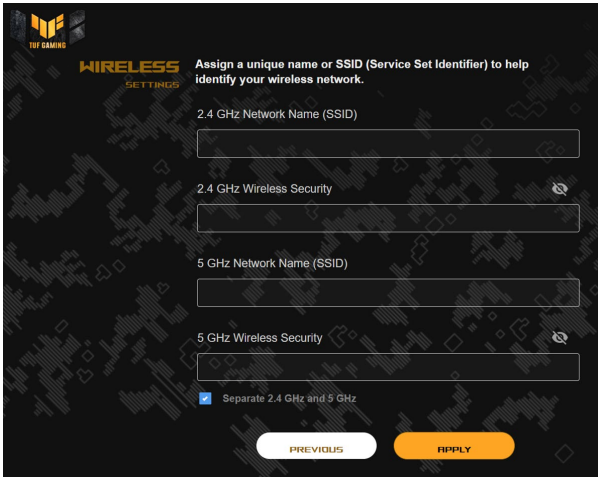 TUF GAMING
WIRELESS
SETTINGS
Assign a unique name or SSID (Service Set Identifier) to help
identify your wireless network.
2.4 GHz Network Name (SSID)
2.4 GHz Wireless Security
5 GHz Network Name (SSID)
5 GHz Wireless Security
Separate 2.4 GHz and 5 GHz
PREVIOUS
APPLY